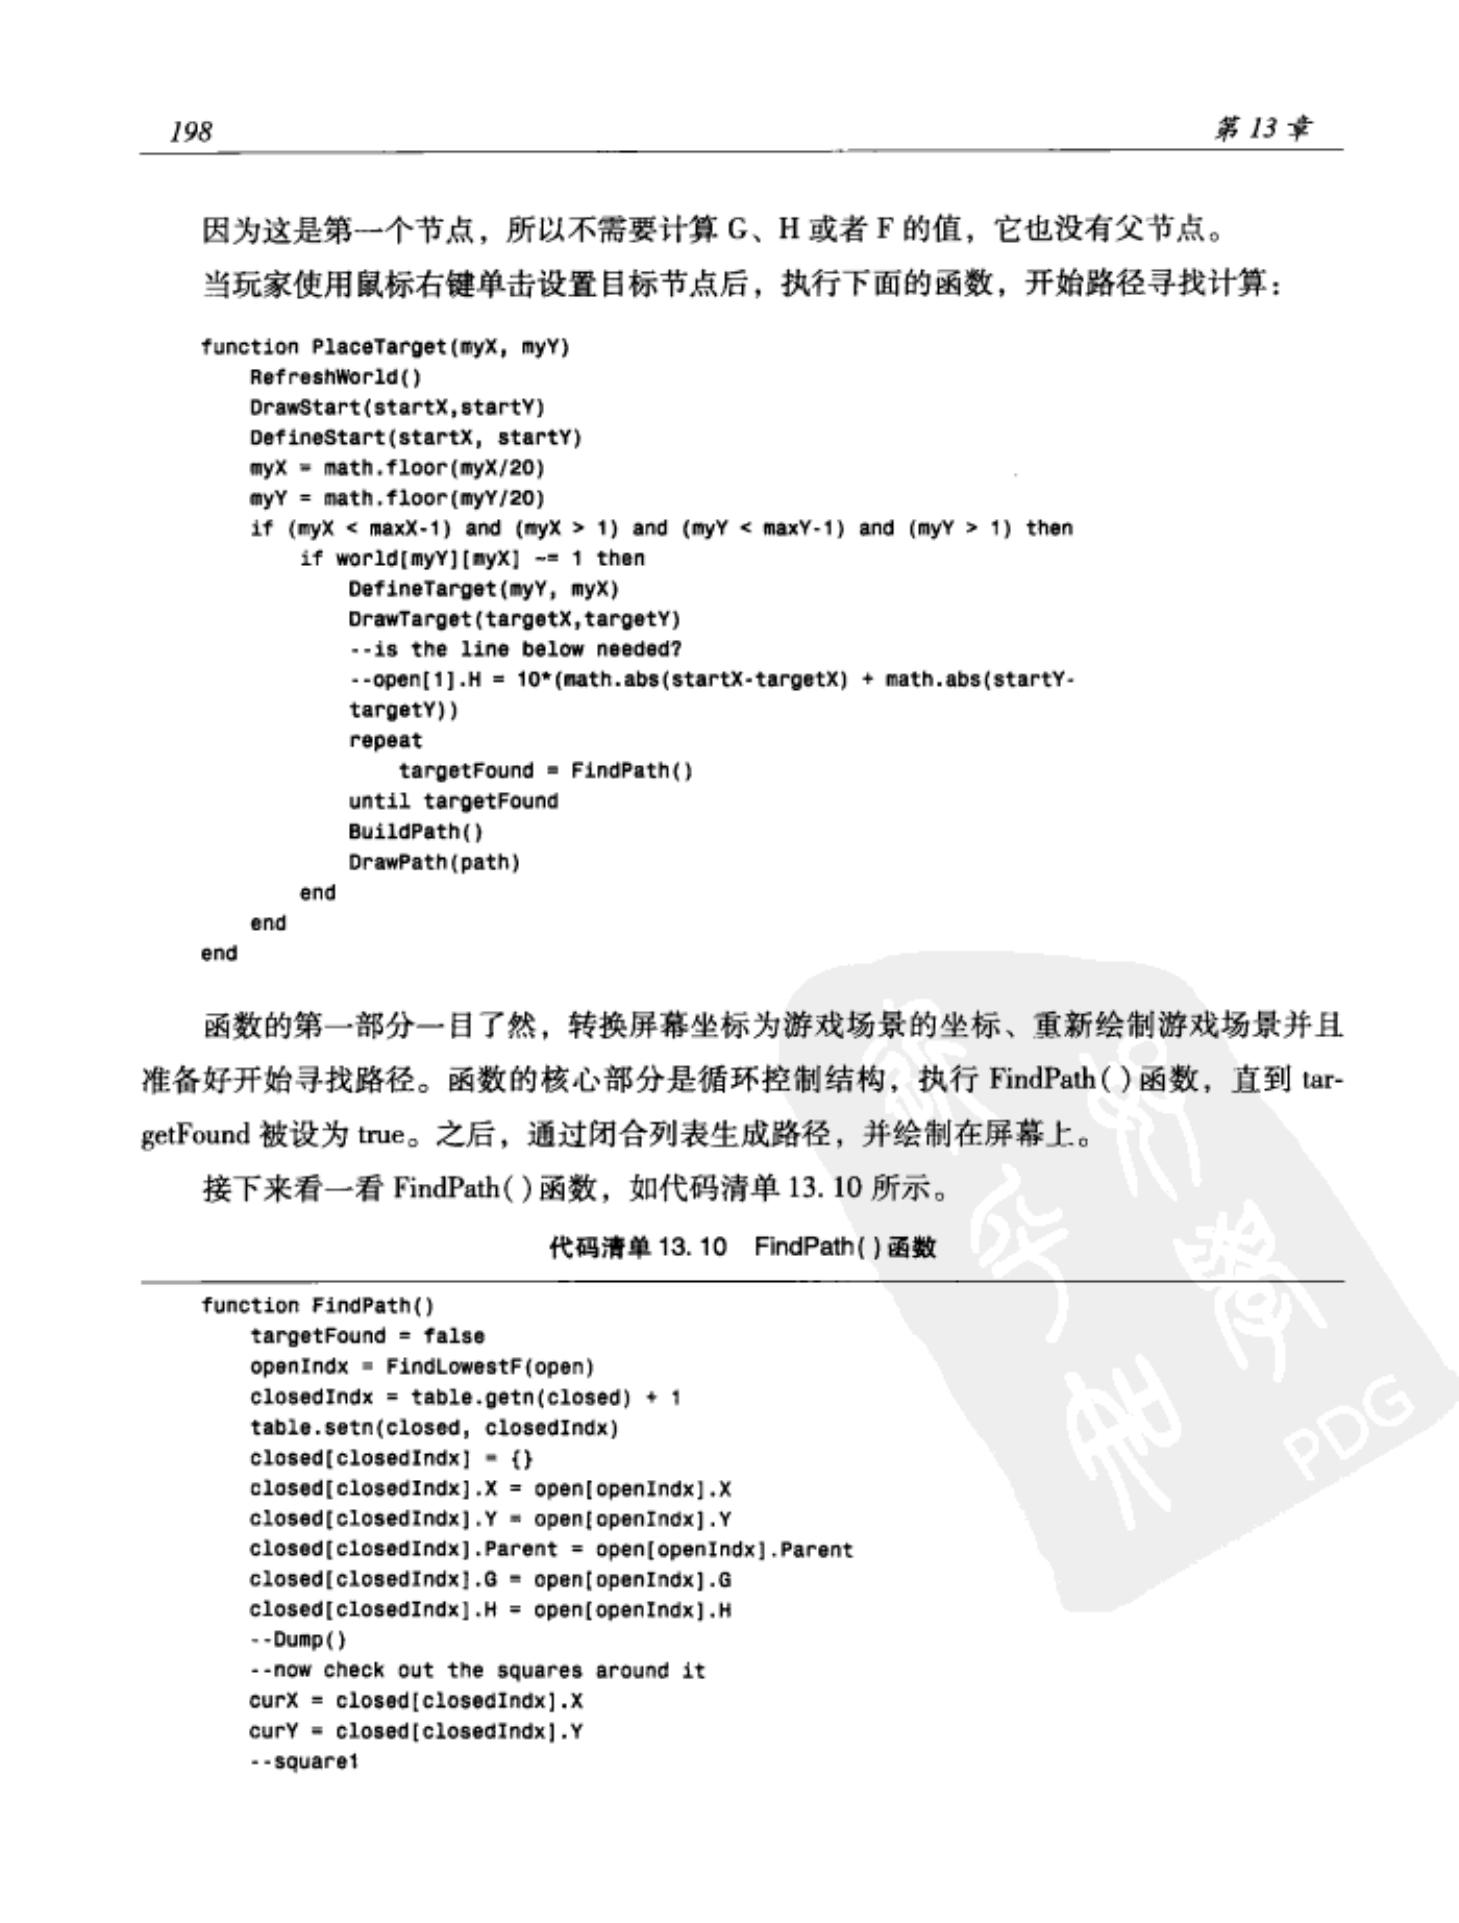 198
第 13 章
因为这是第一个节点，所以不需要计算 G、H 或者 F 的值，它也没有父节点。
当玩家使用鼠标右键单击设置目标节点后，执行下面的函数，开始路径寻找计算：
function PlaceTarget(myX, myY)
RefreshWorld()
DrawStart(startX,startY)
DefineStart(startX, startY)
myX = math.floor(myX/20)
myY = math.floor(myY/20)
if (myX < maxX-1) and (myX > 1) and (myY < maxY-1) and (myY > 1) then
if world[myY][myX] ~= 1 then
DefineTarget(myY, myX)
DrawTarget(targetX,targetY)
--is the line below needed?
--open[1].H = 10*(math.abs(startX-targetX) + math.abs(startY-
targetY))
repeat
targetFound = FindPath()
until targetFound
BuildPath()
DrawPath(path)
end
end
end
函数的第一部分一目了然，转换屏幕坐标为游戏场景的坐标、重新绘制游戏场景并且
准备好开始寻找路径。函数的核心部分是循环控制结构，执行 FindPath( )函数，直到 tar-
getFound 被设为 true。之后，通过闭合列表生成路径，并绘制在屏幕上。
接下来看一看 FindPath( )函数，如代码清单 13. 10 所示。
代码清单 13. 10 FindPath( )函数
function FindPath()
targetFound = false
openIndx = FindLowestF(open)
closedIndx = table.getn(closed) + 1
table.setn(closed, closedIndx)
closed[closedIndx] = {}
closed[closedIndx].X = open[openIndx].X
closed[closedIndx].Y = open[openIndx].Y
closed[closedIndx].Parent = open[openIndx].Parent
closed[closedIndx].G = open[openIndx].G
closed[closedIndx].H = open[openIndx].H
--Dump()
--now check out the squares around it
curX = closed[closedIndx].X
curY = closed[closedIndx].Y
--square1
PDG